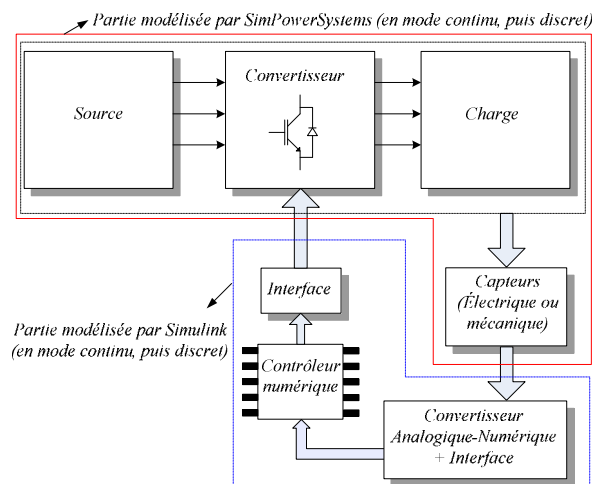 Partie modélisée par SimPowerSystems (en mode continu, puis discret)
Source
Convertisseur
Charge
Interface
Capteurs
(Électrique ou
mécanique)
Partie modélisée par Simulink
(en mode continu, puis discret)
Contrôleur
numérique
Convertisseur
Analogique-Numérique
+ Interface